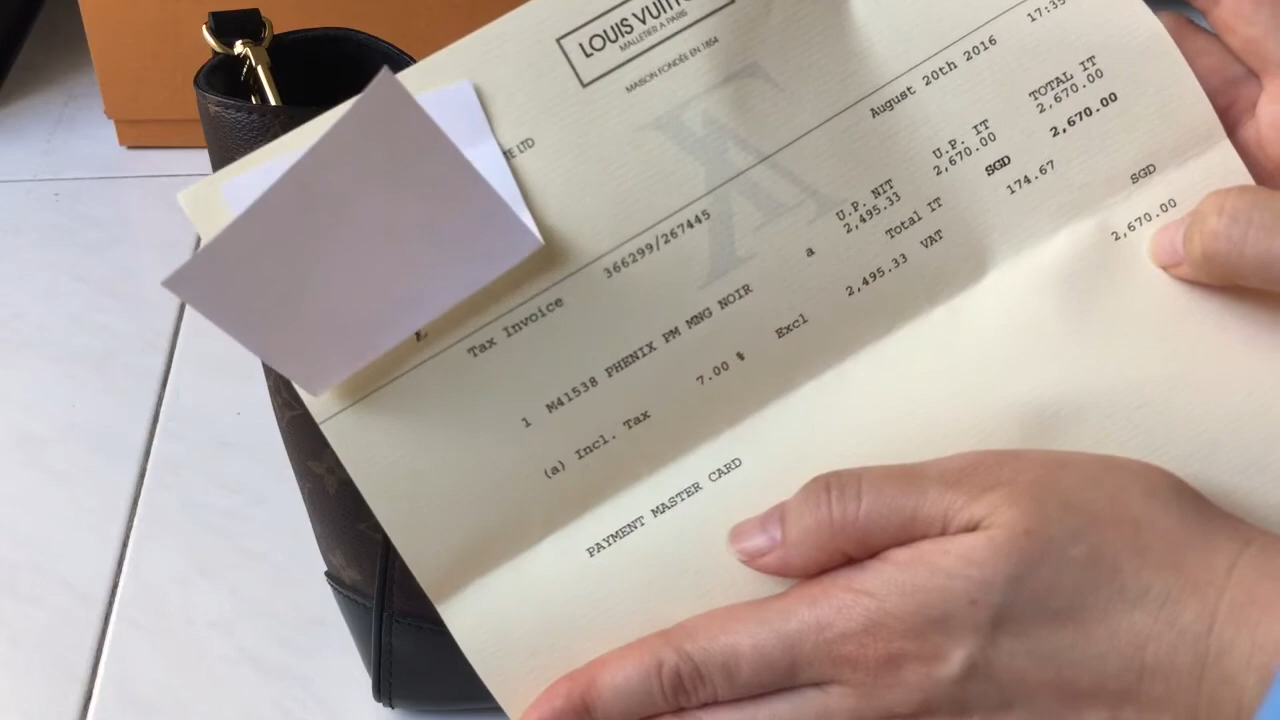 LOUIS VUITTON
MALLETIER A PARIS
MAISON FONDÉE EN 1854
TE LTD
August 20th 2016 17:35
Tax Invoice 366299/267445
U.P. NIT U.P. IT TOTAL IT
1 M41538 PHENIX PM MNG NOIR a 2,495.33 2,670.00 2,670.00
Total IT SGD 2,670.00
(a) Incl. Tax 7.00 % Excl 2,495.33 VAT 174.67
SGD
PAYMENT MASTER CARD 2,670.00